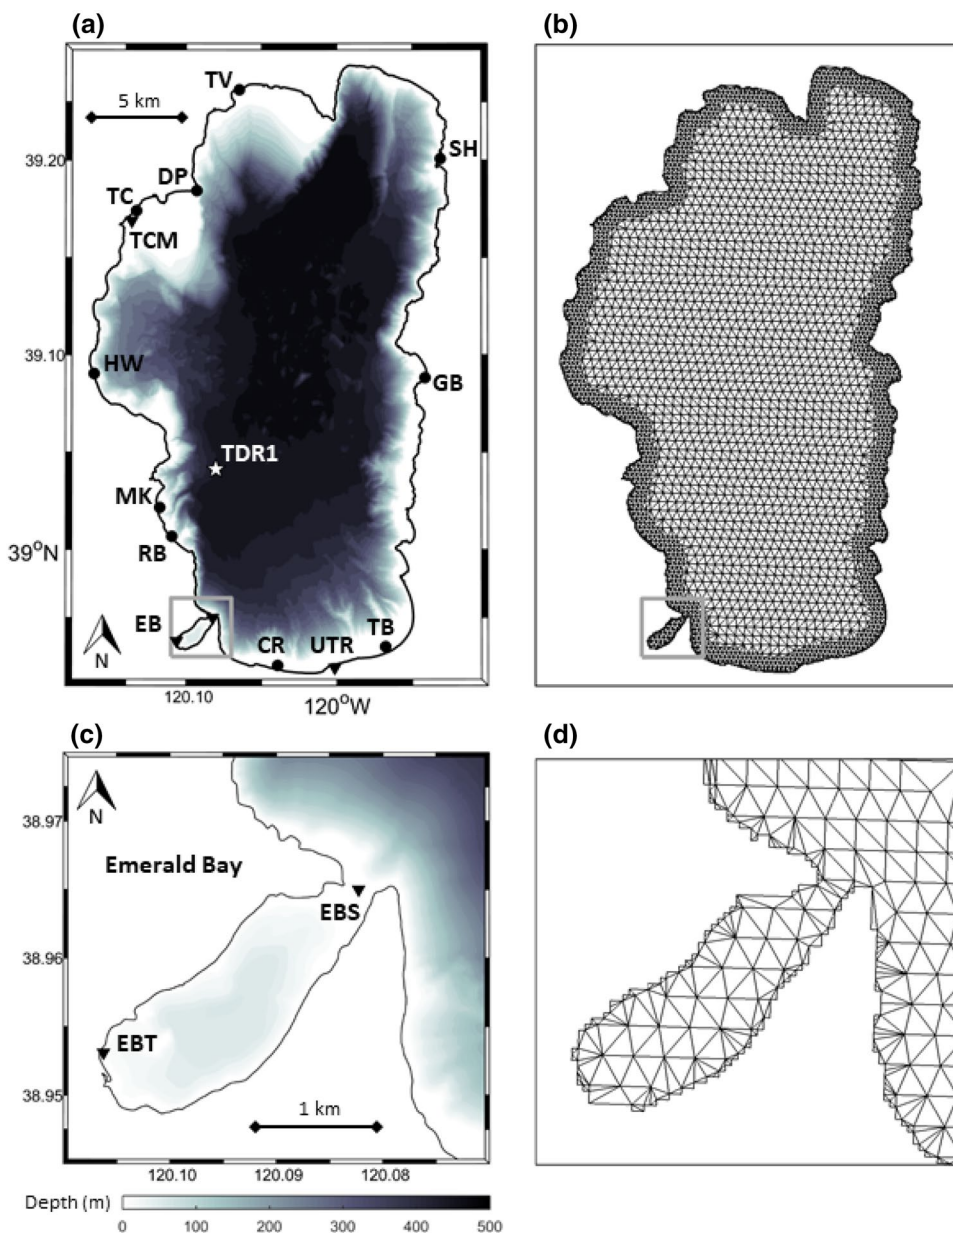 (a)
(b)
TV
5 km
39.20
SH
DP
TC
TCM
39.10
HW
GB
TDR1
MK
RB
39°N
EB
CR
UTR
TB
N
120.10
120°W
(c)
(d)
N
38.97
Emerald Bay
EBS
38.96
EBT
38.95
1 km
120.10
120.09
120.08
Depth (m)
0
100
200
300
400
500